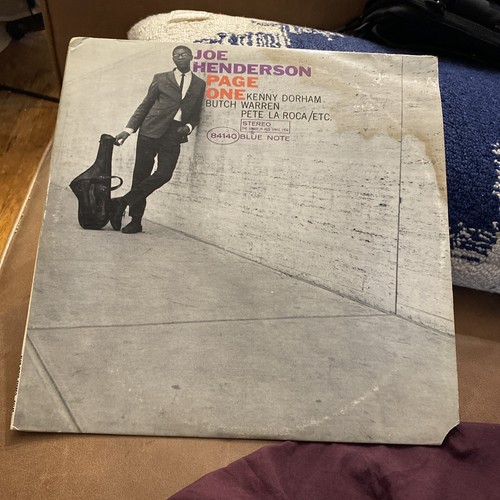 JOE
HENDERSON
PAGE
ONE KENNY DORHAM
BUTCH WARREN
PETE LA ROCA/ETC.
STEREO
84140 BLUE NOTE